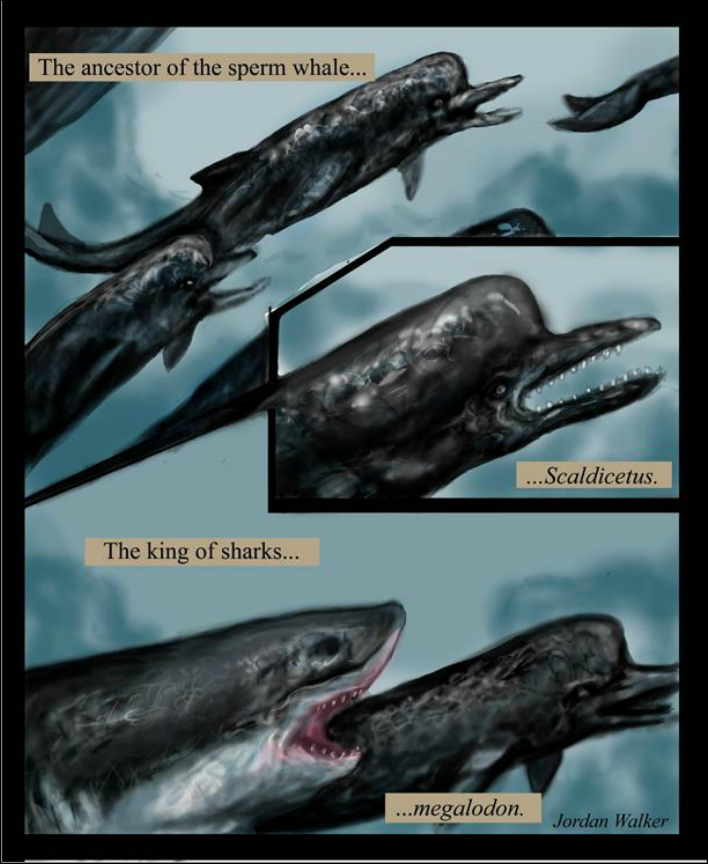 The ancestor of the sperm whale...
...Scaldicetus.
The king of sharks...
...megalodon.
Jordan Walker